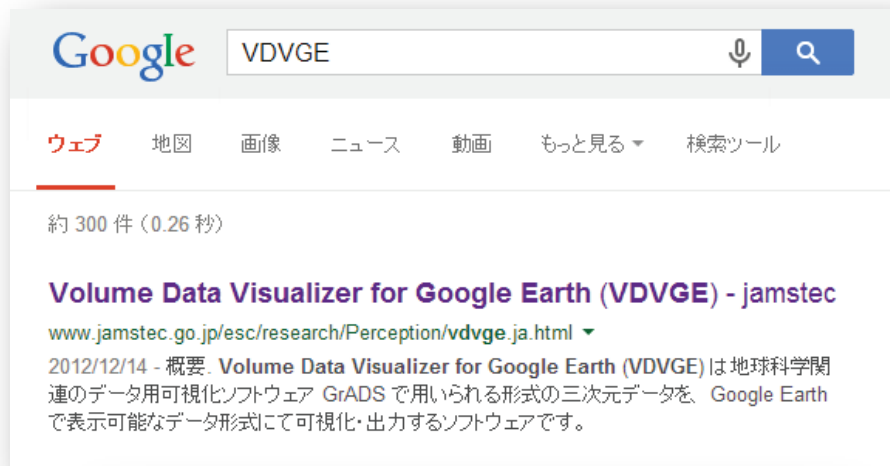 Google VDVGE
ウェブ 地図 画像 ニュース 動画 もっと見る 検索ツール
約 300 件 (0.26 秒)
Volume Data Visualizer for Google Earth (VDVGE) - jamstec
www.jamstec.go.jp/esc/research/Perception/vdvge.ja.html
2012/12/14 - 概要. Volume Data Visualizer for Google Earth (VDVGE) は地球科学関
連のデータ用可視化ソフトウェア GrADS で用いられる形式の三次元データを、 Google Earth
で表示可能なデータ形式にて可視化・出力するソフトウェアです。